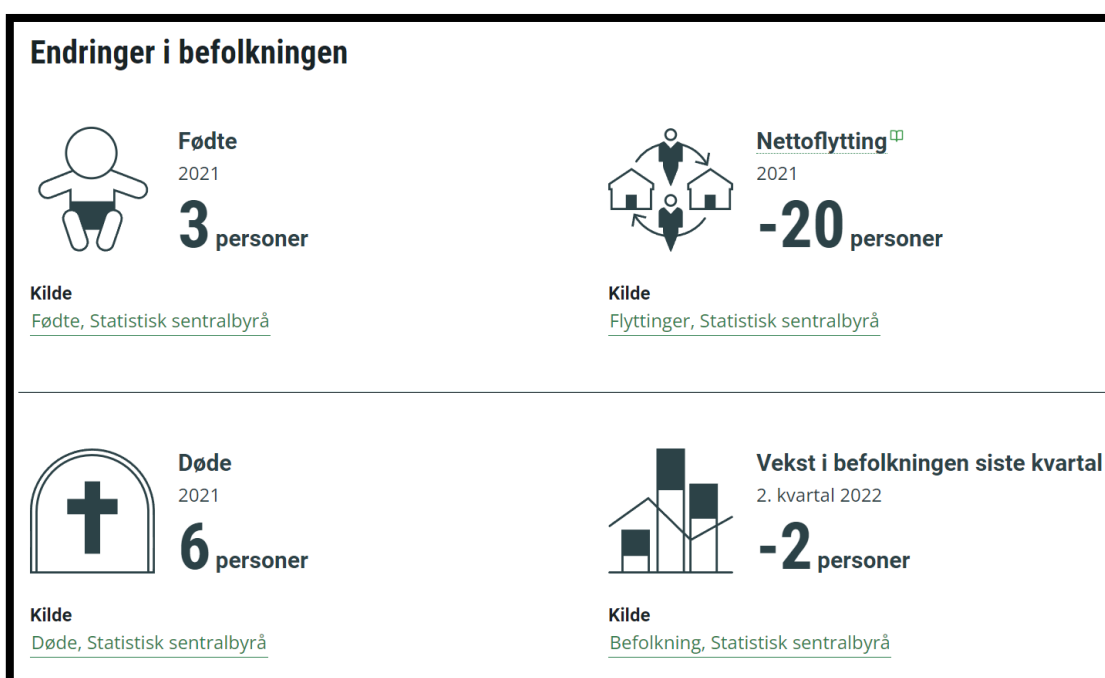 Endringer i befolkningen
Fødte
2021
3 personer
Kilde
Fødte, Statistisk sentralbyrå
Nettoflytting
2021
-20 personer
Kilde
Flyttinger, Statistisk sentralbyrå
Døde
2021
6 personer
Kilde
Døde, Statistisk sentralbyrå
Vekst i befolkningen siste kvartal
2. kvartal 2022
-2 personer
Kilde
Befolkning, Statistisk sentralbyrå